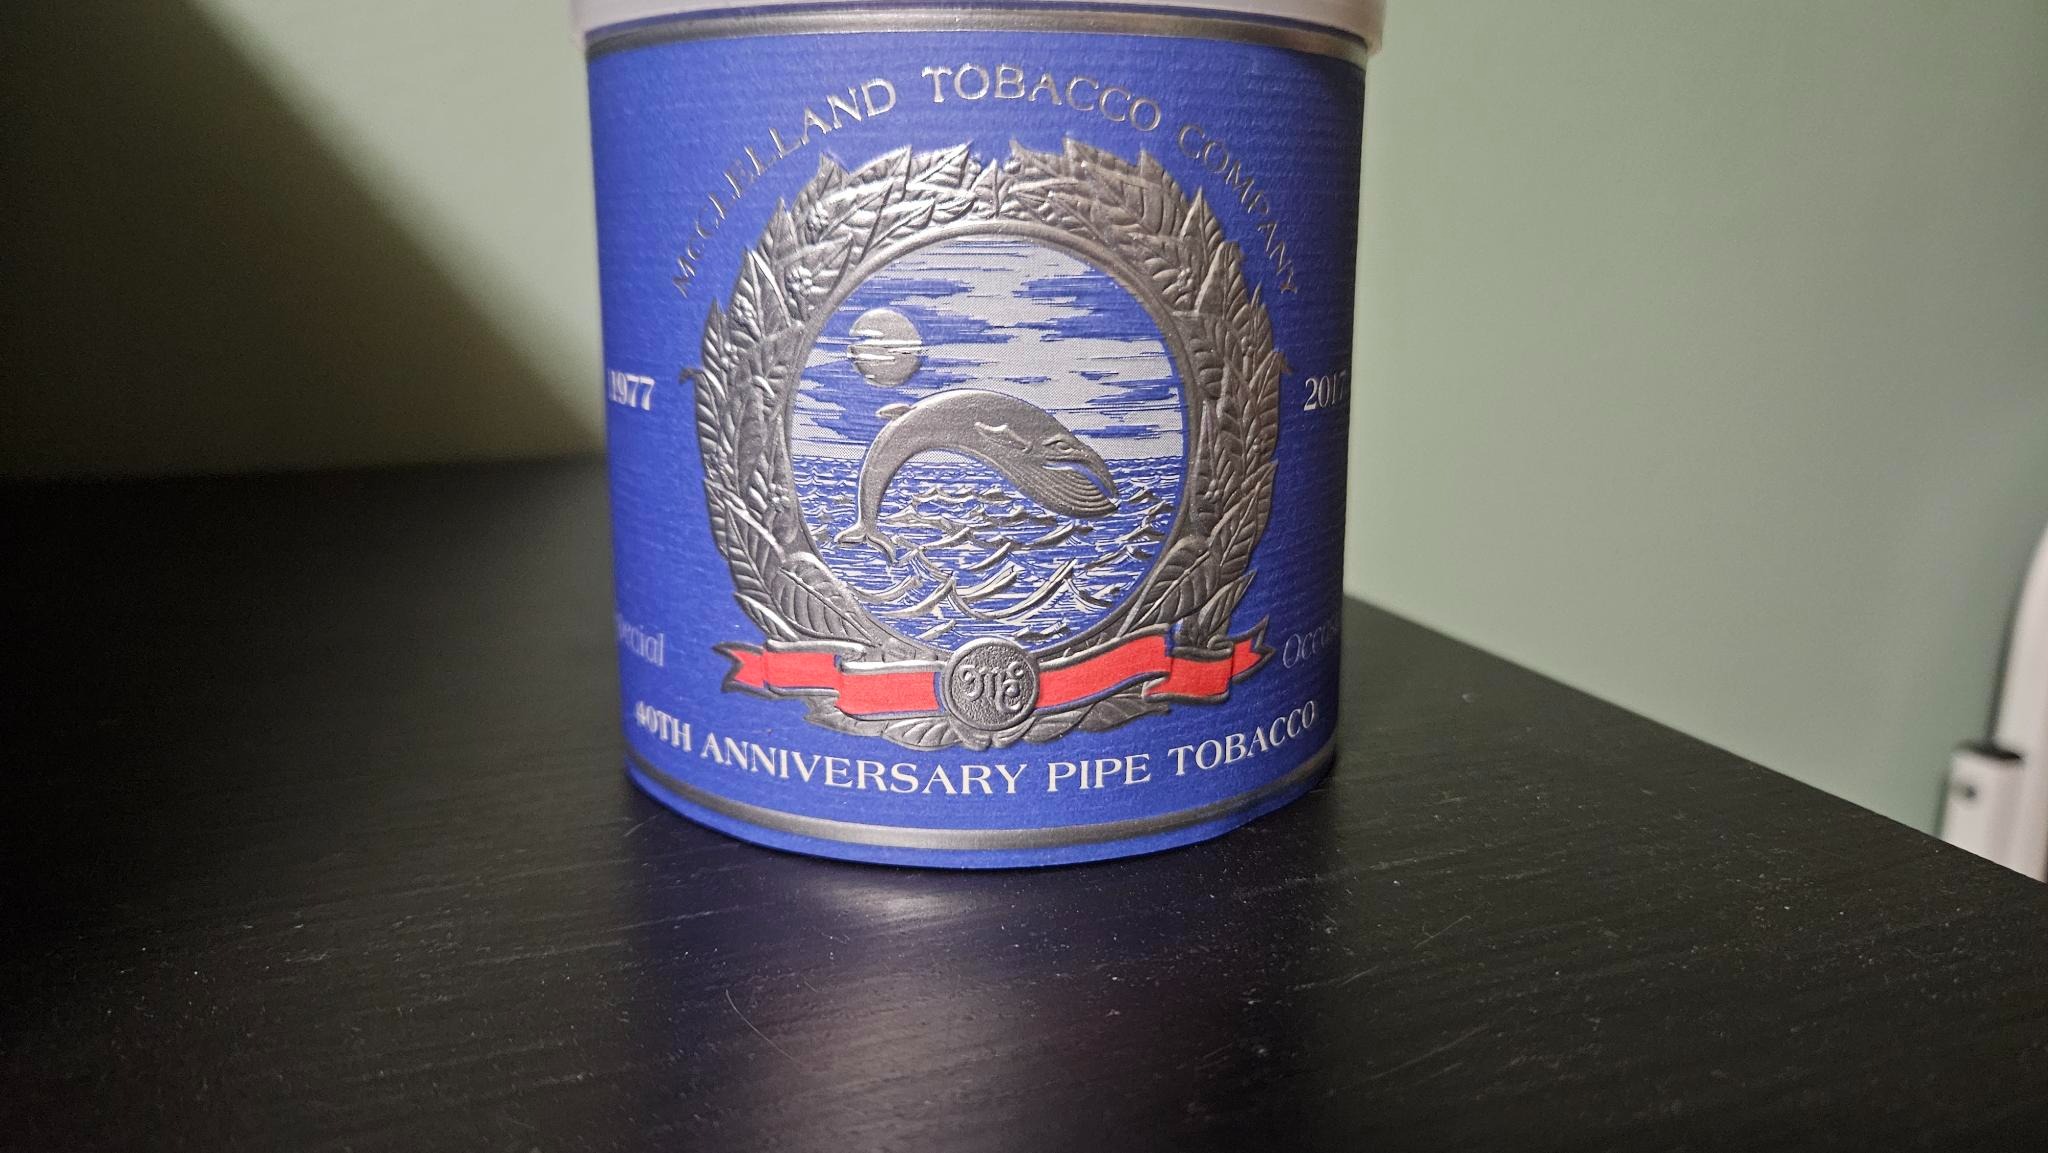 McCLELLAND TOBACCO COMPANY
1977
2017
40TH ANNIVERSARY PIPE TOBACCO